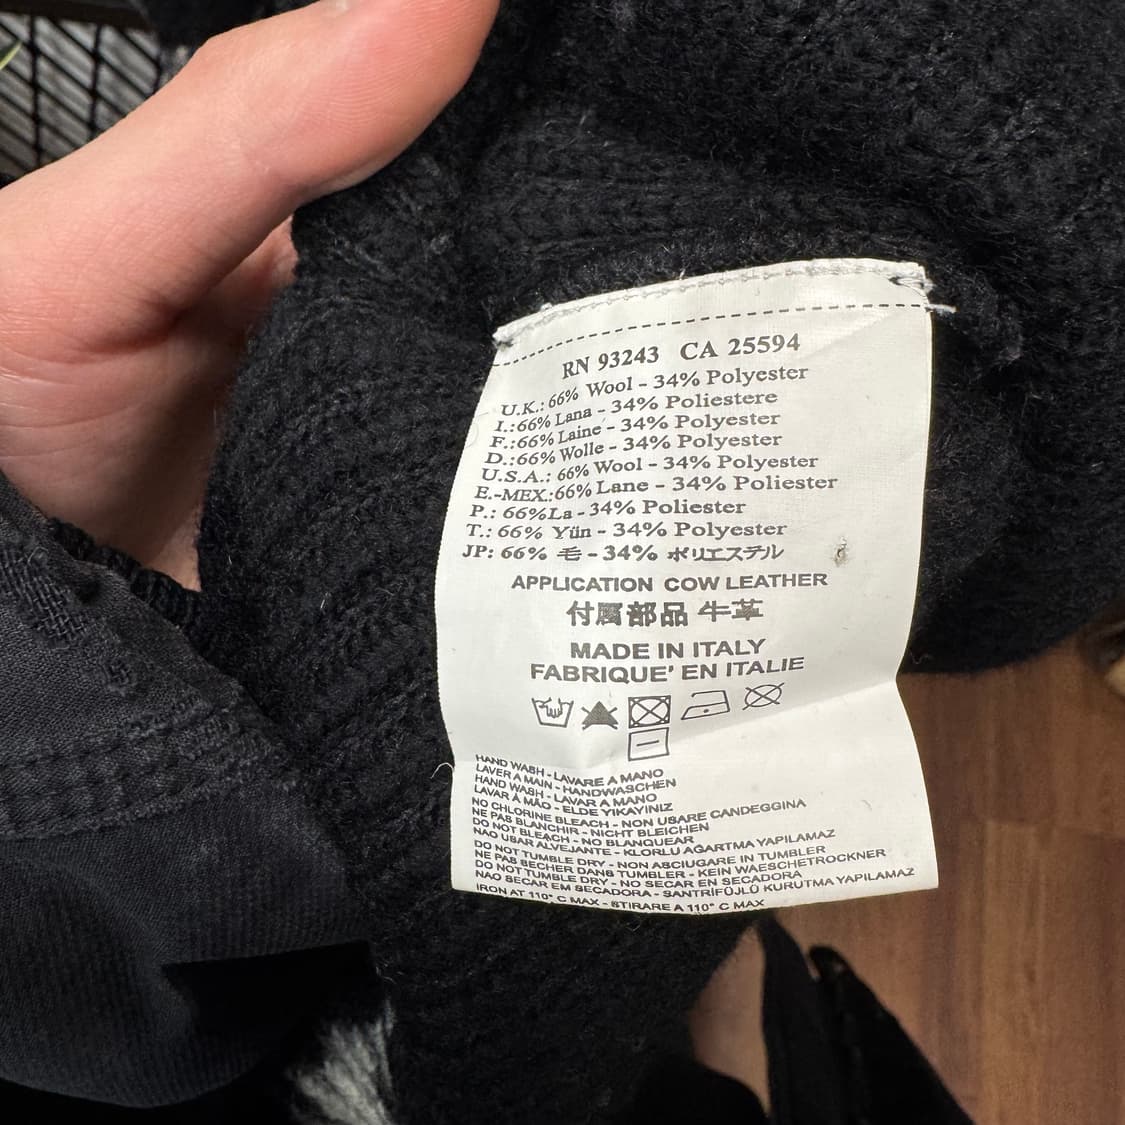 RN 93243 CA 25594
U.K.: 66% Wool - 34% Polyester
I.:66% Lana - 34% Poliestere
F.:66% Laine - 34% Polyester
D.:66% Wolle - 34% Polyester
U.S.A.: 66% Wool - 34% Polyester
E.-MEX.:66% Lane - 34% Poliester
P.: 66%La - 34% Poliester
T.: 66% Yün - 34% Polyester
JP: 66% 毛 - 34% ポリエステル
APPLICATION COW LEATHER
付属部品 牛革
MADE IN ITALY
FABRIQUE' EN ITALIE
HAND WASH - LAVARE A MANO
LAVER A MAIN - HANDWASCHEN
HAND WASH - LAVAR A MANO
LAVAR À MÃO - ELDE YIKAYINIZ
NO CHLORINE BLEACH - NON USARE CANDEGGINA
NE PAS BLANCHIR - NICHT BLEICHEN
DO NOT BLEACH - NO BLANQUEAR
NAO USAR ALVEJANTE - KLORLU AĞARTMA YAPILAMAZ
DO NOT TUMBLE DRY - NON ASCIUGARE IN TUMBLER
NE PAS SECHER DANS TUMBLER - KEIN WAESCHETROCKNER
DO NOT TUMBLE DRY - NO SECAR EN SECADORA
NAO SECAR EM SECADORA - SANTRİFÜJLÜ KURUTMA YAPILAMAZ
IRON AT 110° C MAX - STIRARE A 110° C MAX